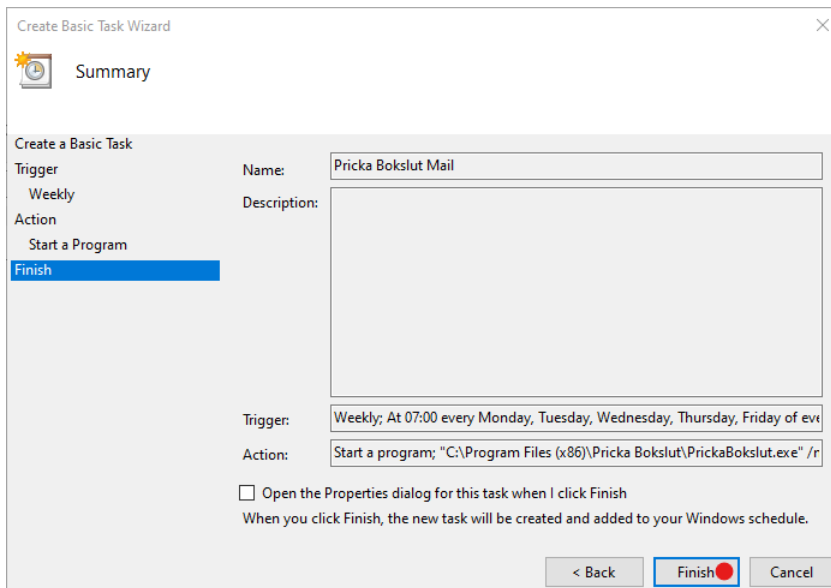 Create Basic Task Wizard
Summary
Create a Basic Task
Trigger
Weekly
Action
Start a Program
Finish
Name: Pricka Bokslut Mail
Description:
Trigger: Weekly; At 07:00 every Monday, Tuesday, Wednesday, Thursday, Friday of eve
Action: Start a program; "C:\Program Files (x86)\Pricka Bokslut\PrickaBokslut.exe" /r
Open the Properties dialog for this task when I click Finish
When you click Finish, the new task will be created and added to your Windows schedule.
< Back Finish Cancel